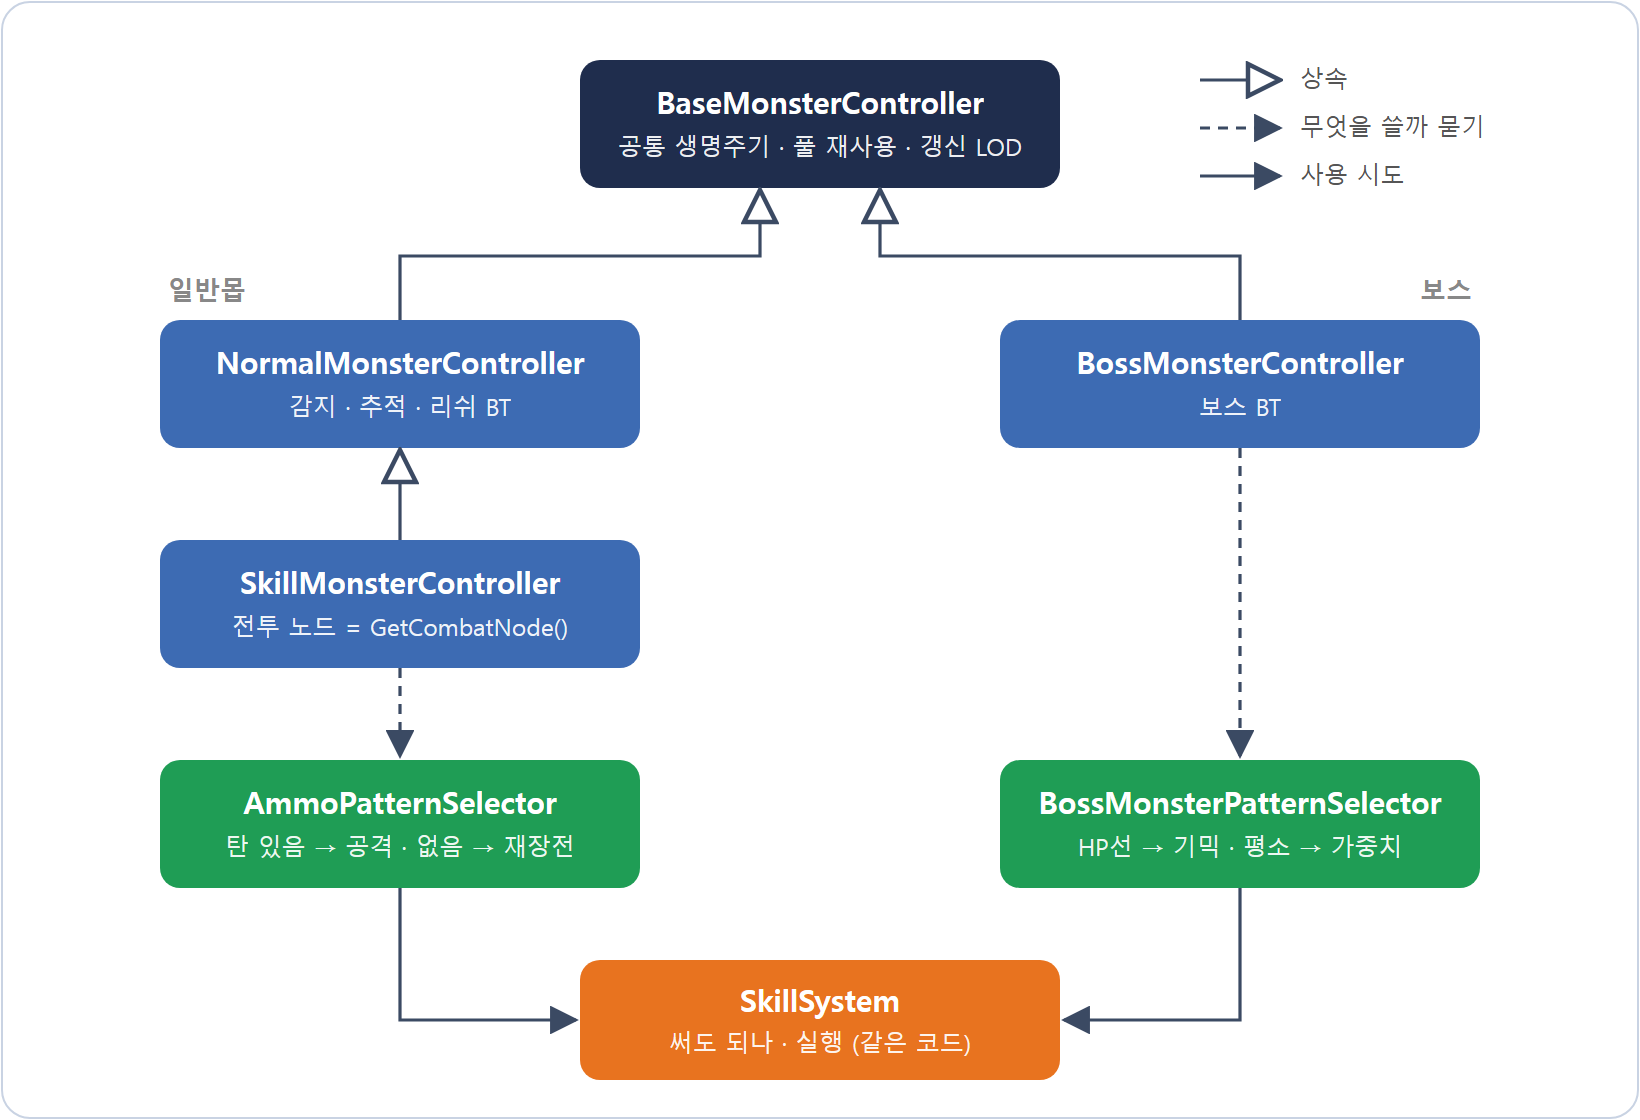 BaseMonsterController
공통 생명주기 · 풀 재사용 · 갱신 LOD
상속
무엇을 쓸까 묻기
사용 시도
일반몹
보스
NormalMonsterController
감지 · 추적 · 리쉬 BT
BossMonsterController
보스 BT
SkillMonsterController
전투 노드 = GetCombatNode()
AmmoPatternSelector
탄 있음 → 공격 · 없음 → 재장전
BossMonsterPatternSelector
HP선 → 기믹 · 평소 → 가중치
SkillSystem
써도 되나 · 실행 (같은 코드)